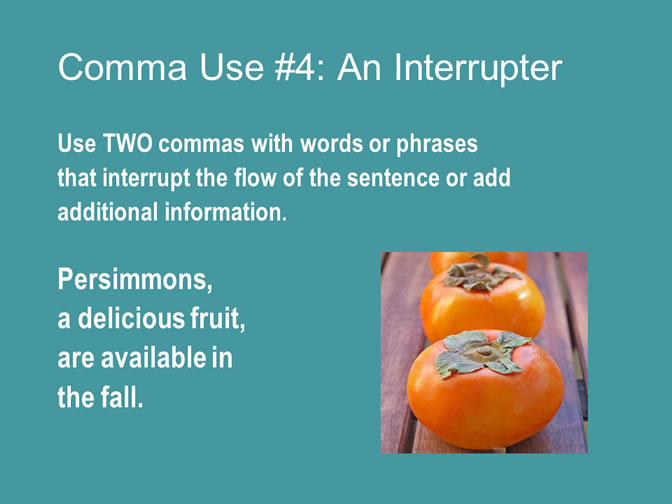 Comma Use #4: An Interrupter
Use TWO commas with words or phrases
that interrupt the flow of the sentence or add
additional information.
Persimmons,
a delicious fruit,
are available in
the fall.